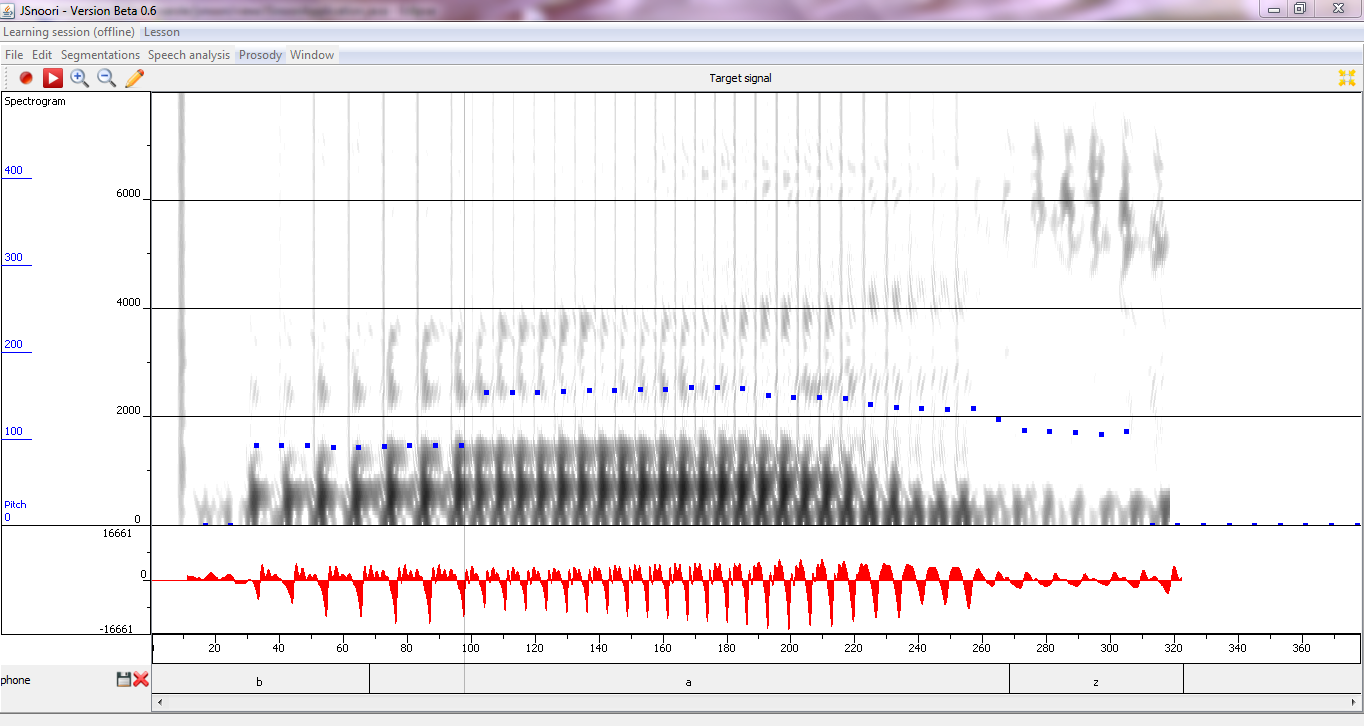 JSnoori - Version Beta 0.6
Learning session (offline) Lesson
File Edit Segmentations Speech analysis Prosody Window
Target signal
Spectrogram
400
6000
300
4000
200
2000
100
Pitch
0
0
16661
0
-16661
20 40 60 80 100 120 140 160 180 200 220 240 260 280 300 320 340 360
phone b a z